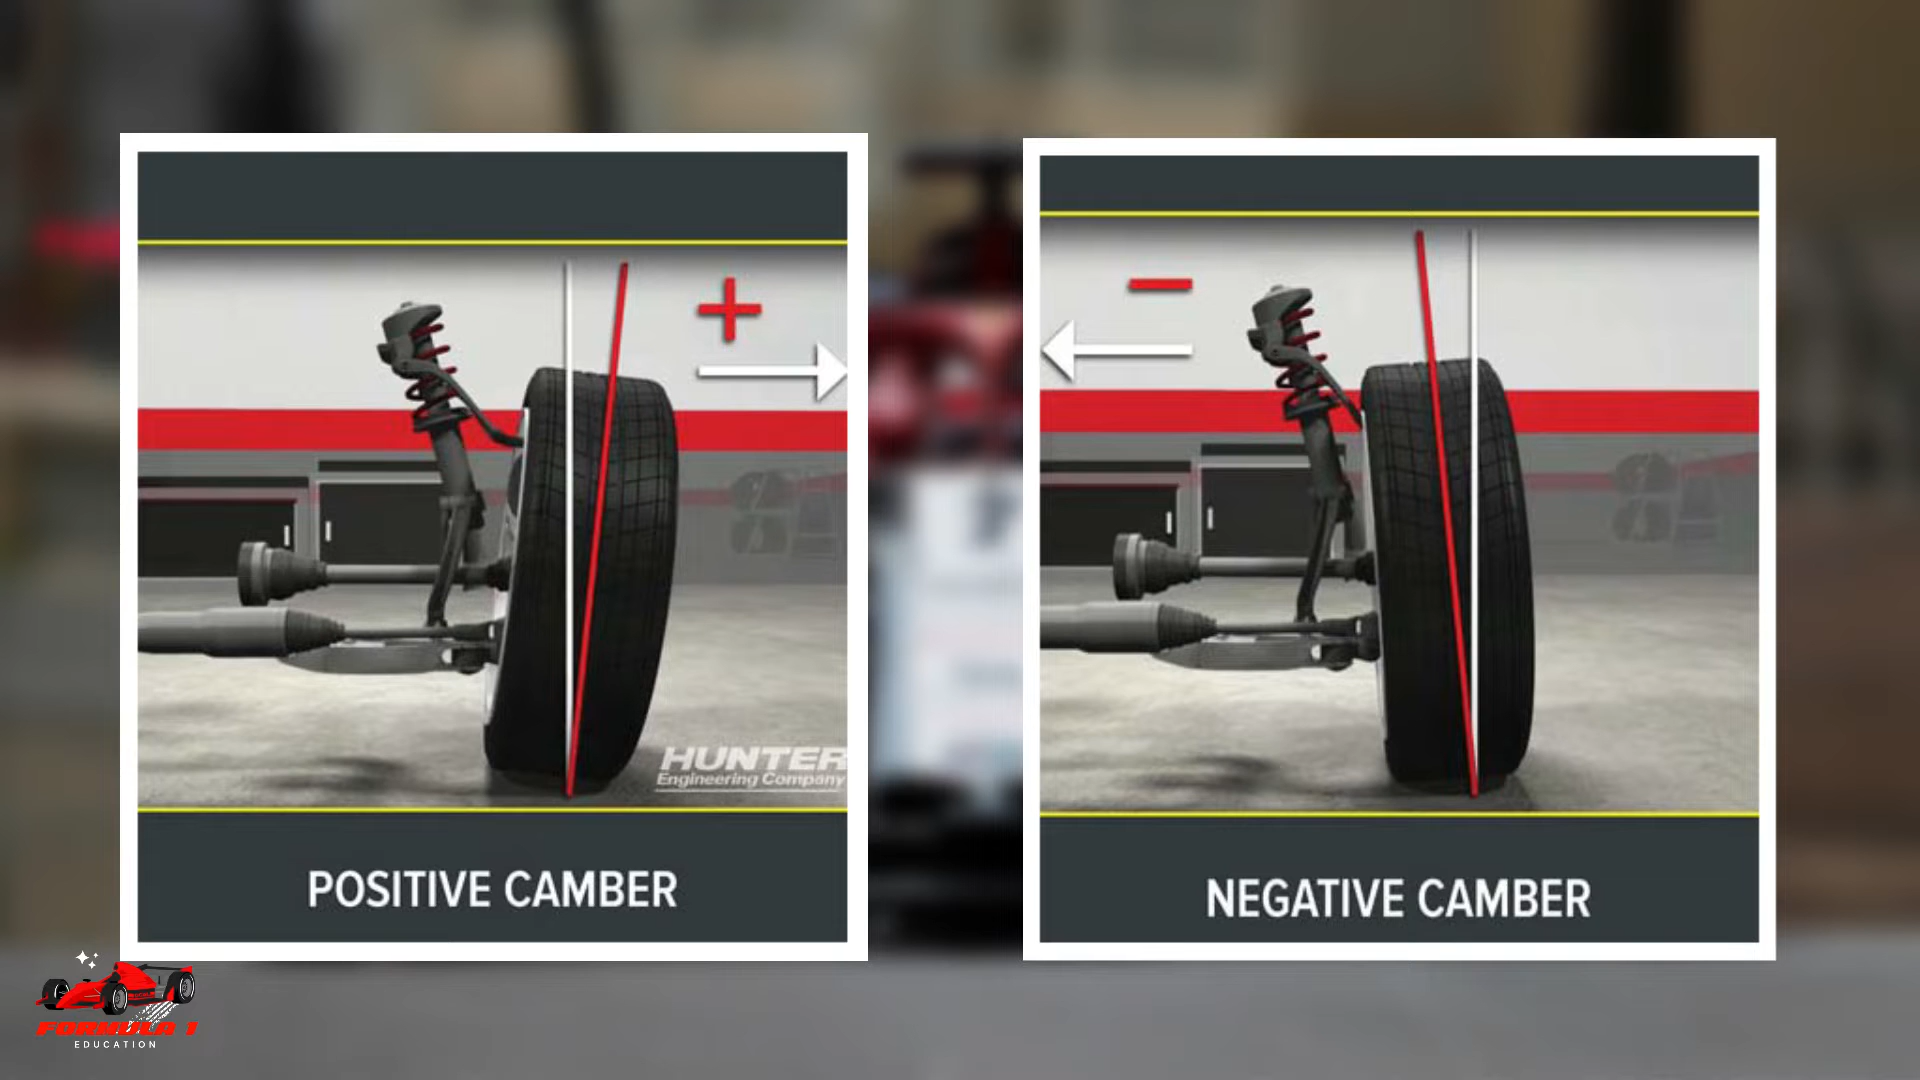 +
−
HUNTER
Engineering Company
POSITIVE CAMBER
NEGATIVE CAMBER
FORMULA 1
EDUCATION